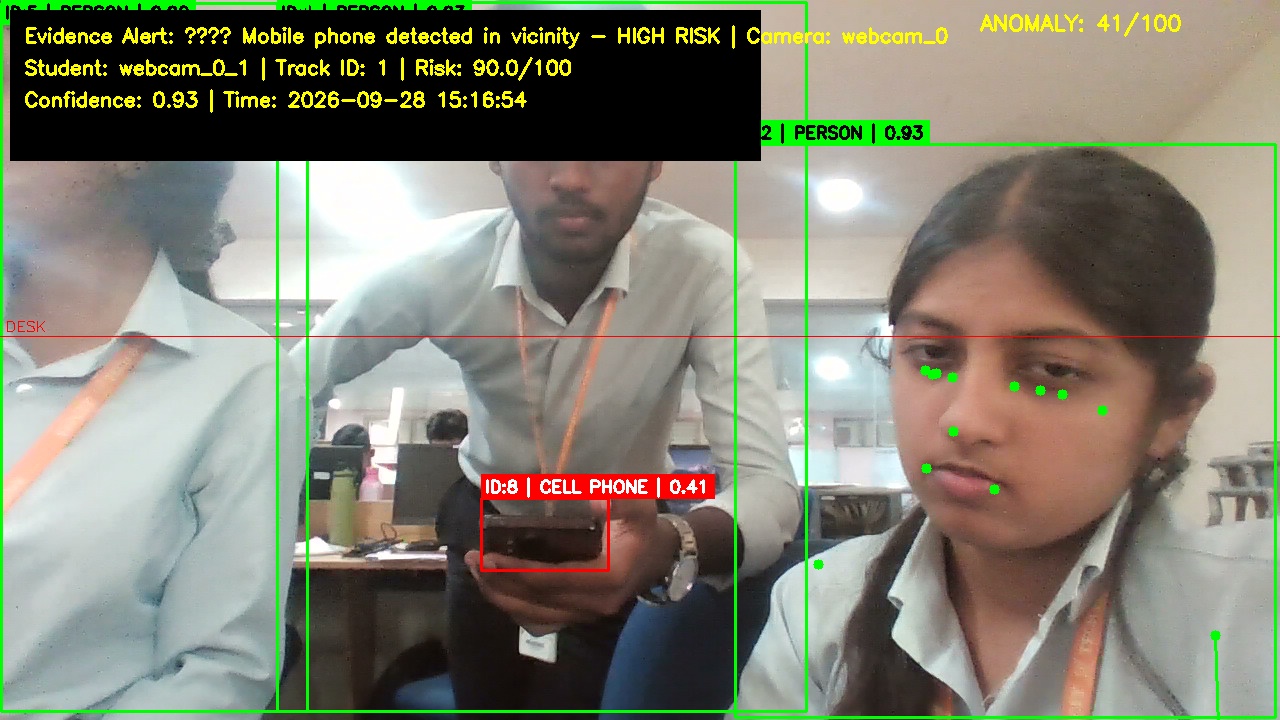 Evidence Alert: ???? Mobile phone detected in vicinity - HIGH RISK | Camera: webcam_0
ANOMALY: 41/100
Student: webcam_0_1 | Track ID: 1 | Risk: 90.0/100
Confidence: 0.93 | Time: 2026-09-28 15:16:54
2 | PERSON | 0.93
DESK
ID:8 | CELL PHONE | 0.41